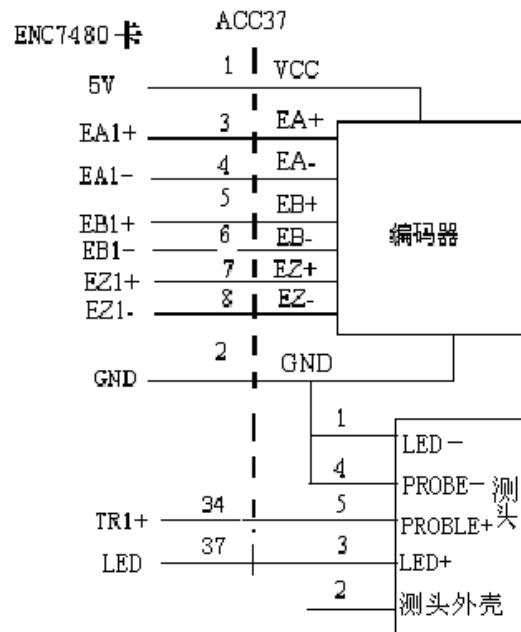 ENC7480卡 ACC37
5V 1 VCC
EA1+ 3 EA+
EA1- 4 EA-
EB1+ 5 EB+
EB1- 6 EB-
EZ1+ 7 EZ+
EZ1- 8 EZ-
编码器
GND 2 GND
1 LED-
4 PROBE-
TR1+ 34 5 PROBLE+
测头
LED 37 3 LED+
2 测头外壳